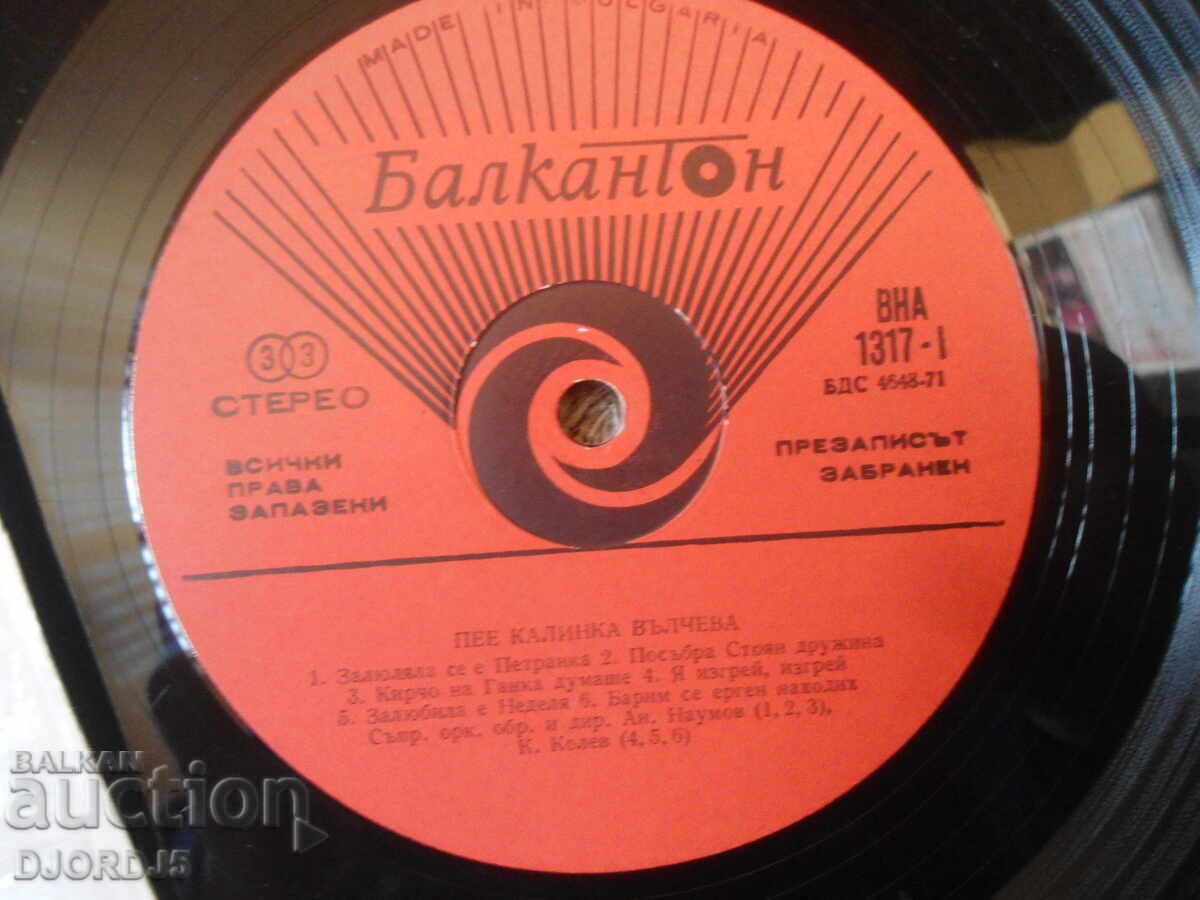 MADE IN BULGARIA
Балкантон
33
СТЕРЕО
ВНА
1317-I
БДС 4648-71
ВСИЧКИ
ПРАВА
ЗАПАЗЕНИ
ПРЕЗАПИСЪТ
ЗАБРАНЕН
ПЕЕ КАЛИНКА ВЪЛЧЕВА
1. Залюляла се е Петранка 2. Посъбра Стоян дружина
3. Кирчо на Ганка думаше 4. Я изгрей, изгрей
5. Залюбила е Неделя 6. Барим се ерген находих
Съпр. орк. обр. и дир. Ан. Наумов (1, 2, 3),
К. Колев (4, 5, 6)
BALKAN
auction
DJORDJ5